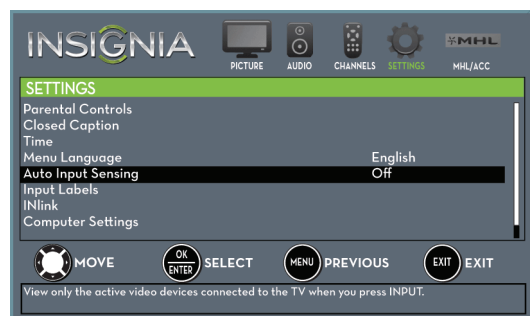 INSIGNIA
PICTURE AUDIO CHANNELS SETTINGS MHL MHL/ACC
SETTINGS
Parental Controls
Closed Caption
Time
Menu Language English
Auto Input Sensing Off
Input Labels
INlink
Computer Settings
MOVE OK ENTER SELECT MENU PREVIOUS EXIT EXIT
View only the active video devices connected to the TV when you press INPUT.